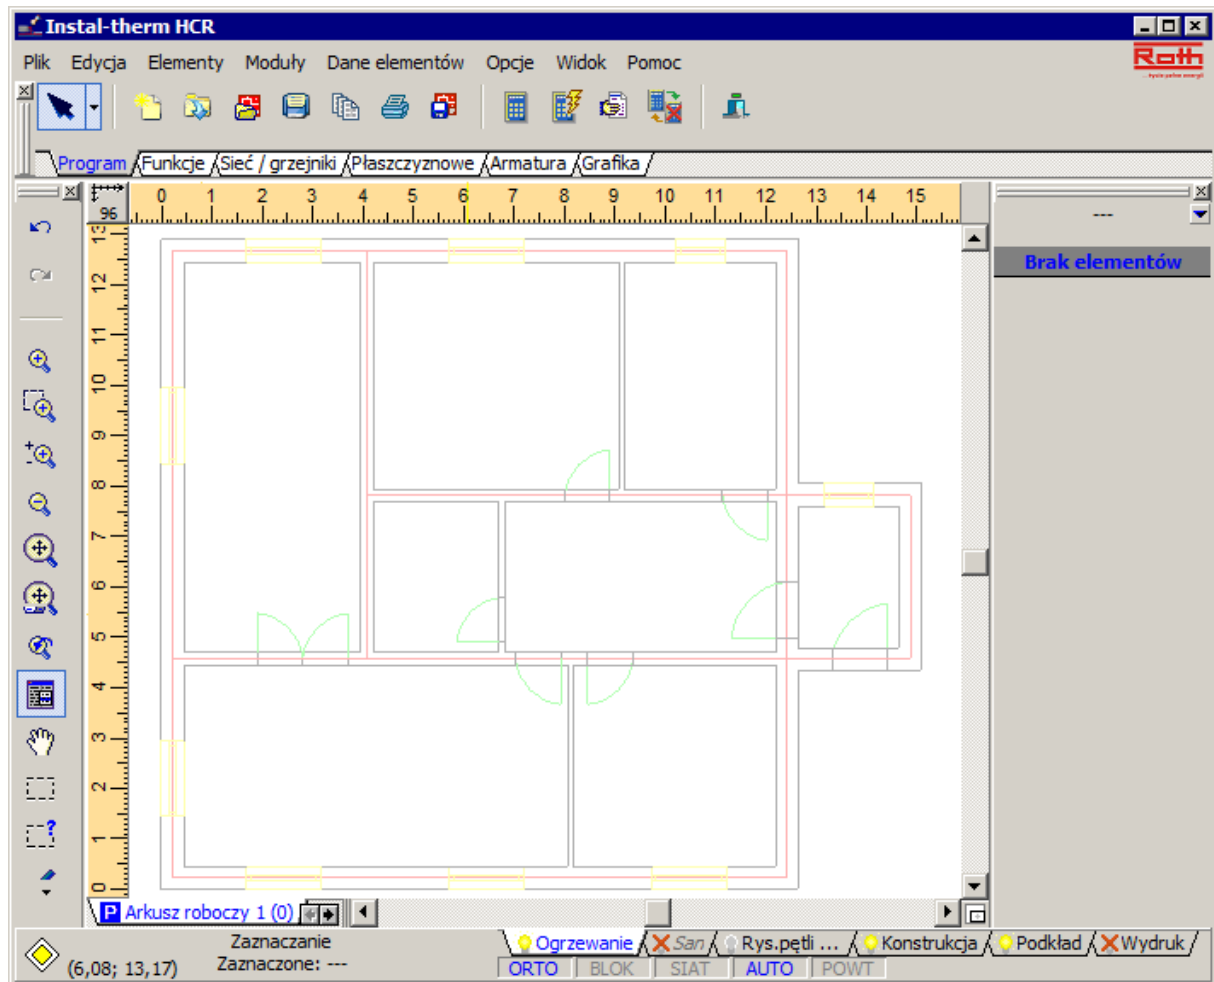 Instal-therm HCR
Plik Edycja Elementy Moduły Dane elementów Opcje Widok Pomoc
Roth
Program Funkcje Sieć / grzejniki Płaszczyznowe Armatura Grafika
96
0 1 2 3 4 5 6 7 8 9 10 11 12 13 14 15
---
Brak elementów
13
12
11
10
9
8
7
6
5
4
3
2
1
0
P Arkusz roboczy 1 (0)
Zaznaczanie
Ogrzewanie San Rys.pętli ... Konstrukcja Podkład Wydruk
(6,08; 13,17) Zaznaczone: ---
ORTO BLOK SIAT AUTO POWT